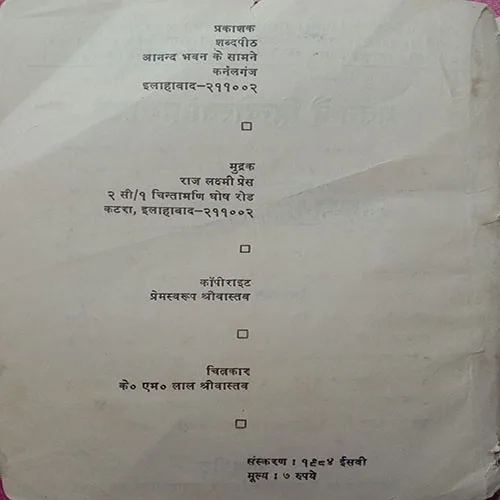 प्रकाशक
शब्दपीठ
आनन्द भवन के सामने
कर्नलगंज
इलाहाबाद–२११००२
मुद्रक
राज लक्ष्मी प्रेस
२ सी/१ चिन्तामणि घोष रोड
कटरा, इलाहाबाद–२११००२
कॉपीराइट
प्रेमस्वरूप श्रीवास्तव
चित्रकार
के० एम० लाल श्रीवास्तव
संस्करण : १९८४ ईसवी
मूल्य : ७ रुपये